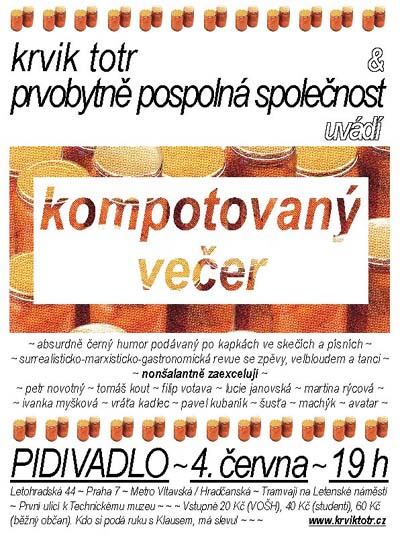 krvik totr &
prvobytně pospolná společnost
uvádí
kompotovaný
večer
~ absurdně černý humor podávaný po kapkách ve skečích a písních ~
~ surrealisticko-marxisticko-gastronomická revue se zpěvy, velbloudem a tanci ~
~ nonšalantně zaexcelují ~
~ petr novotný ~ tomáš kout ~ filip votava ~ lucie janovská ~ martina rýcová ~
~ ivanka myšková ~ vráťa kadlec ~ pavel kubaník ~ šusťa ~ machýk ~ avatar ~
PIDIVADLO ~ 4. června ~ 19 h
Letohradská 44 ~ Praha 7 ~ Metro Vltavská / Hradčanská ~ Tramvají na Letenské náměstí
~ První ulicí k Technickému muzeu ~ ~ ~ Vstupné 20 Kč (VOŠH), 40 Kč (studenti), 60 Kč
(běžný občan). Kdo si podá ruku s Klausem, má slevu! ~ ~ ~ www.krviktotr.cz